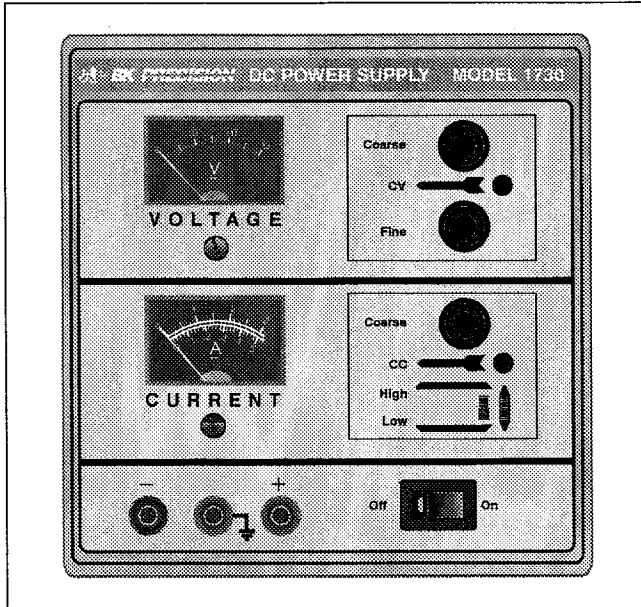 BK PRECISION DC POWER SUPPLY MODEL 1730
V
VOLTAGE
Coarse
CV
Fine
A
CURRENT
Coarse
CC
High
Low
− +
Off On